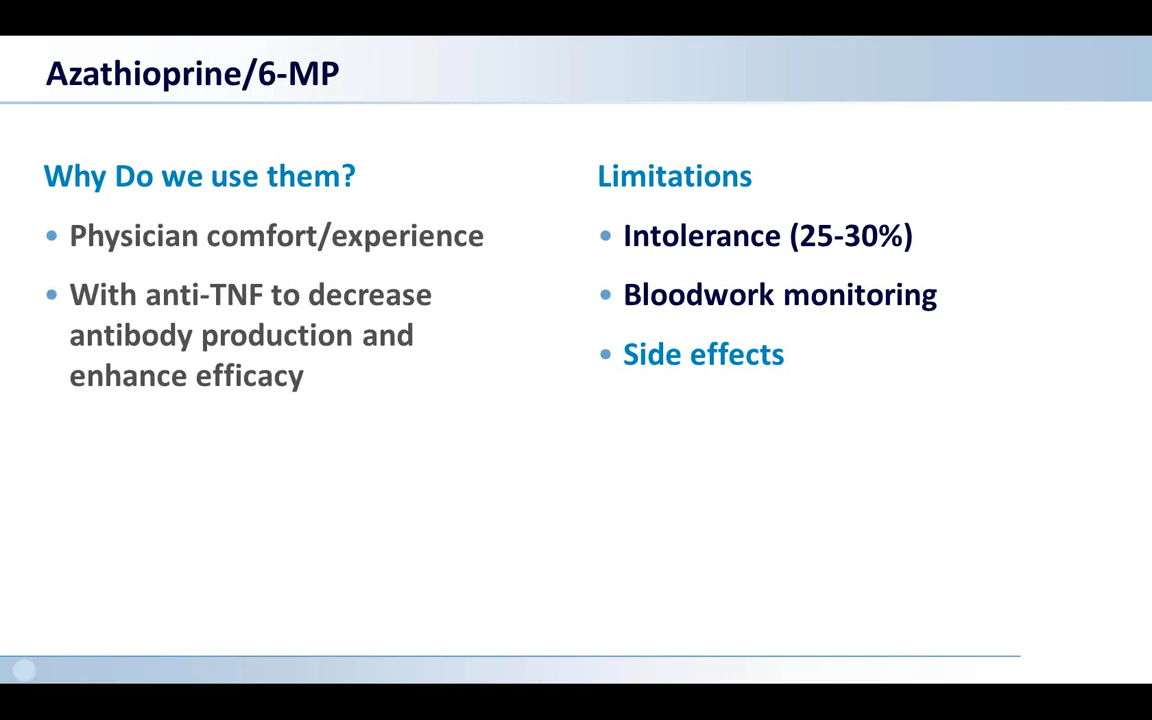 Azathioprine/6-MP
Why Do we use them?
• Physician comfort/experience
• With anti-TNF to decrease
antibody production and
enhance efficacy
Limitations
• Intolerance (25-30%)
• Bloodwork monitoring
• Side effects